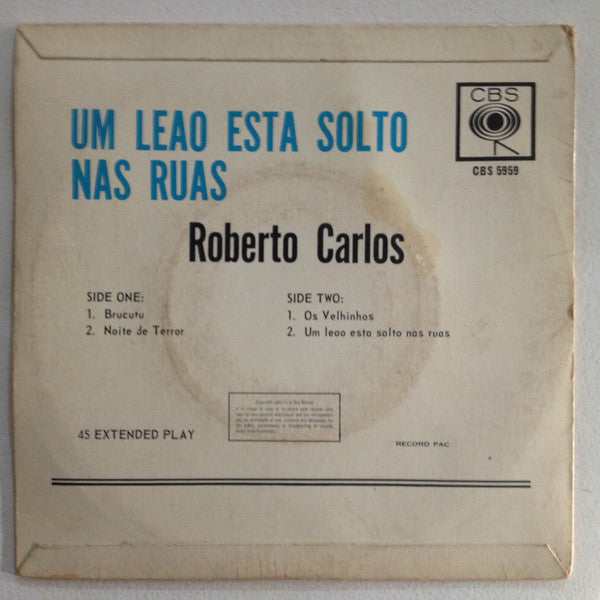 CBS
UM LEAO ESTA SOLTO
NAS RUAS
CBS 5959
Roberto Carlos
SIDE ONE:
1. Brucutu
2. Noite de Terror
SIDE TWO:
1. Os Velhinhos
2. Um leao esta solto nas ruas
45 EXTENDED PLAY
RECORD PAC